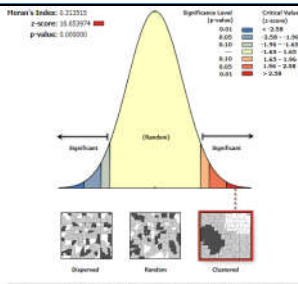 Moran's Index: 0.213515
z-score: 16.653974
p-value: 0.000000
Significance Level
(p-value)
Critical Value
(z-score)
0.01 < -2.58
0.05 -2.58 - -1.96
0.10 -1.96 - -1.65
— -1.65 - 1.65
0.10 1.65 - 1.96
0.05 1.96 - 2.58
0.01 > 2.58
(Random)
Significant Significant
Dispersed Random Clustered